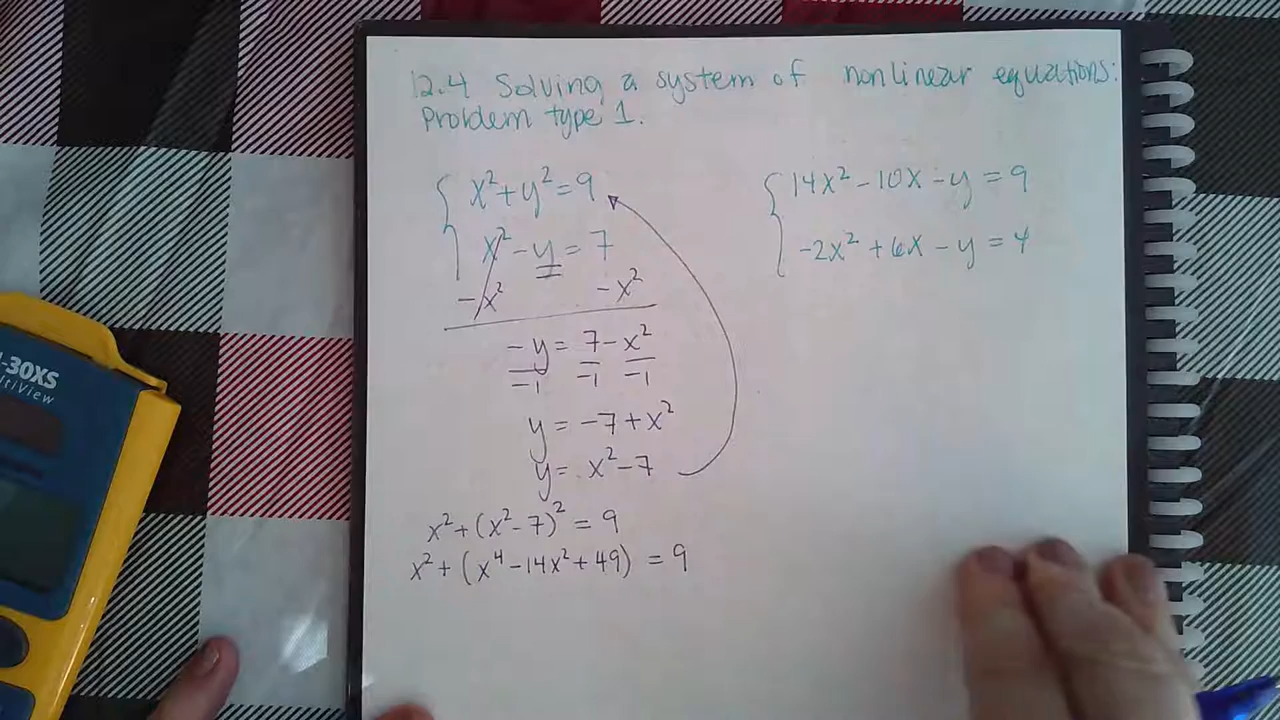 12.4 Solving a system of nonlinear equations:
Problem type 1.
x² + y² = 9
x² - y = 7
-x² -x²
-y = 7 - x²
-1 -1 -1
y = -7 + x²
y = x² - 7
x² + (x² - 7)² = 9
x² + (x⁴ - 14x² + 49) = 9
14x² - 10x - y = 9
-2x² + 6x - y = 4
-30XS
MultiView